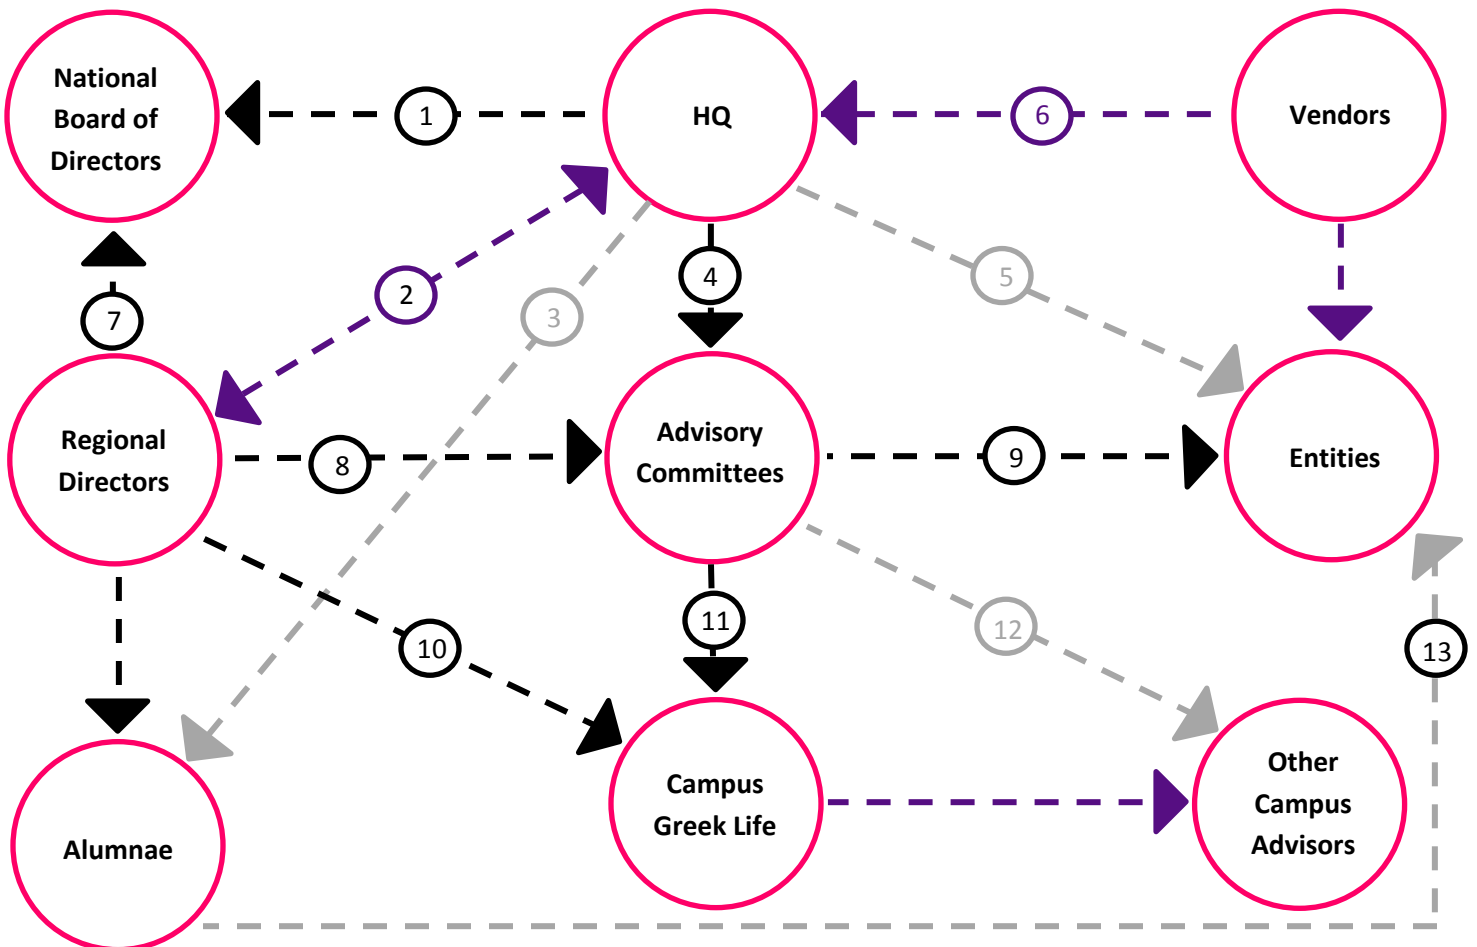 National
Board of
Directors
1
HQ
6
Vendors
2
3
4
5
7
Regional
Directors
8
Advisory
Committees
9
Entities
10
11
12
13
Alumnae
Campus
Greek Life
Other
Campus
Advisors